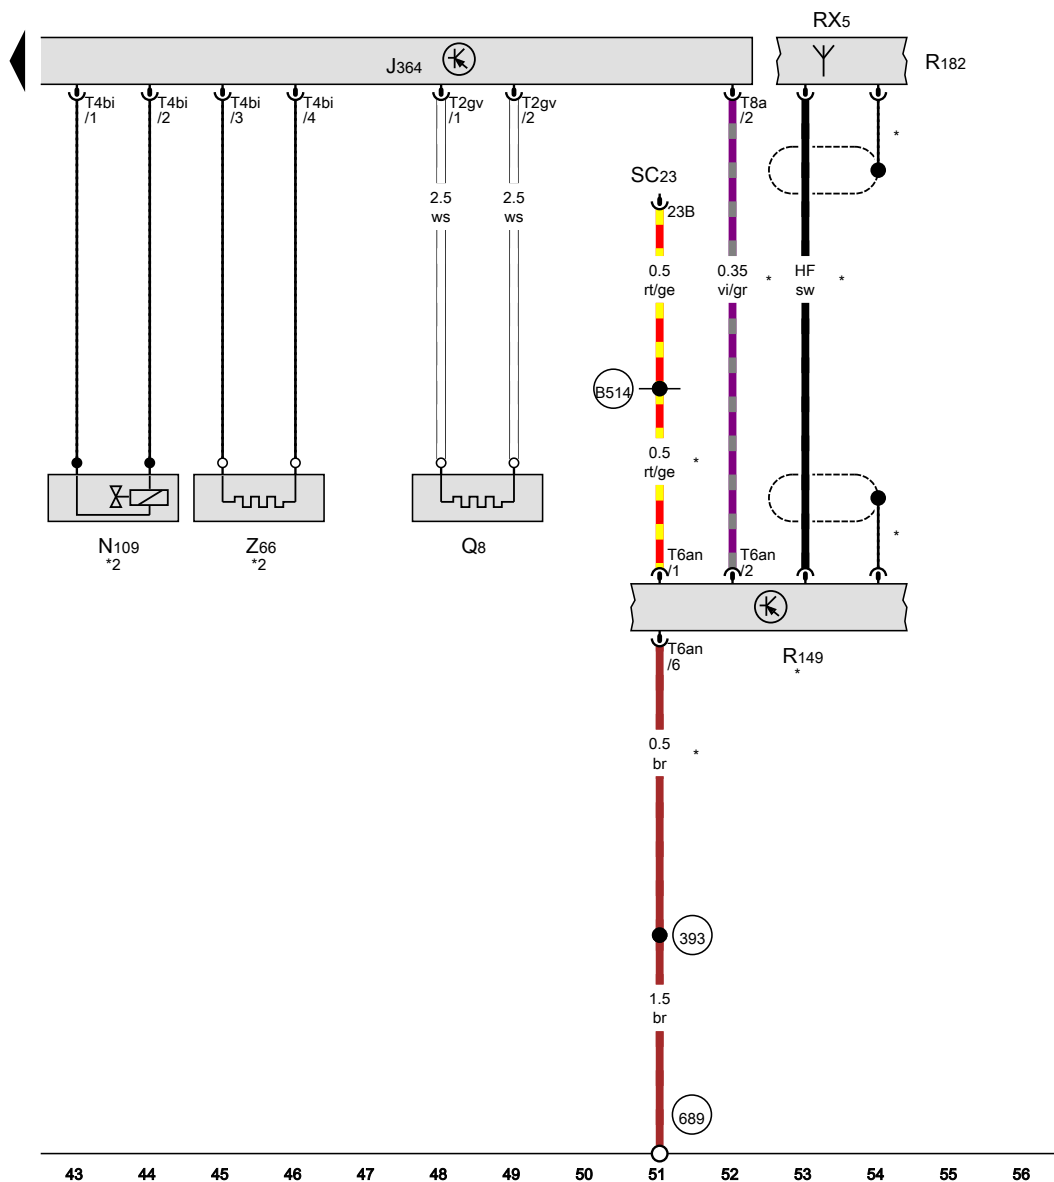 RX5
J364
R182
T4bi
/1
T4bi
/2
T4bi
/3
T4bi
/4
T2gv
/1
T2gv
/2
T8a
/2
*
SC23
23B
2.5
ws
2.5
ws
0.5
rt/ge
0.35
vi/gr
*
HF
sw
*
B514
0.5
rt/ge
*
N109
*2
Z66
*2
Q8
*
T6an
/1
T6an
/2
T6an
/6
R149
*
0.5
br
*
393
1.5
br
689
43 44 45 46 47 48 49 50 51 52 53 54 55 56